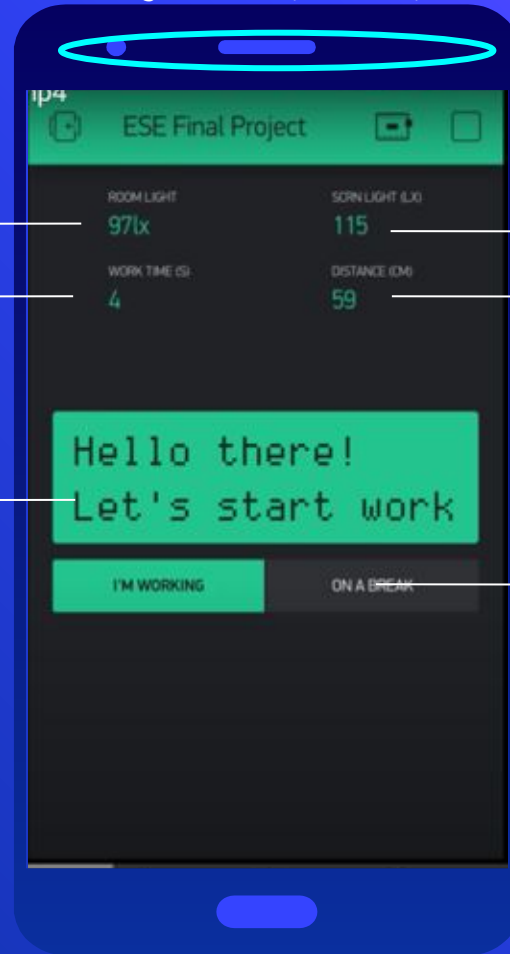 ip4
ESE Final Project
ROOM LIGHT
SCRN LIGHT (LX)
97lx
115
WORK TIME (S)
DISTANCE (CM)
4
59
Hello there!
Let's start work
I'M WORKING
ON A BREAK